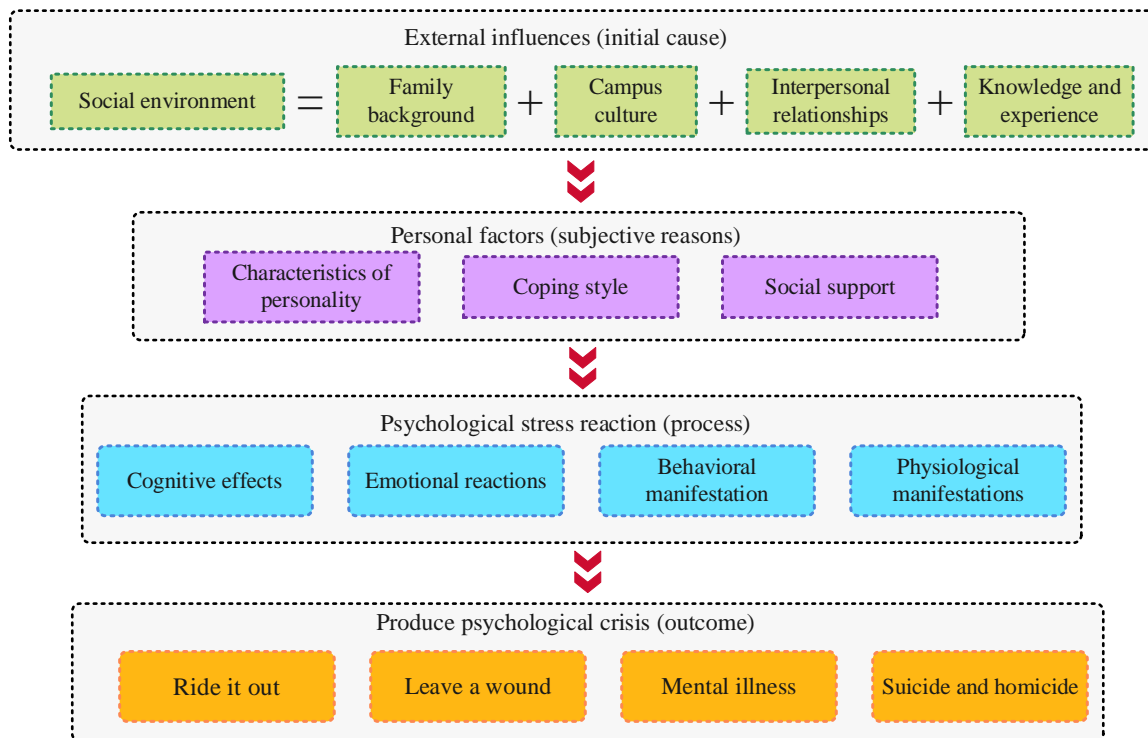 External influences (initial cause)
Social environment = Family background + Campus culture + Interpersonal relationships + Knowledge and experience
Personal factors (subjective reasons)
Characteristics of personality
Coping style
Social support
Psychological stress reaction (process)
Cognitive effects
Emotional reactions
Behavioral manifestation
Physiological manifestations
Produce psychological crisis (outcome)
Ride it out
Leave a wound
Mental illness
Suicide and homicide